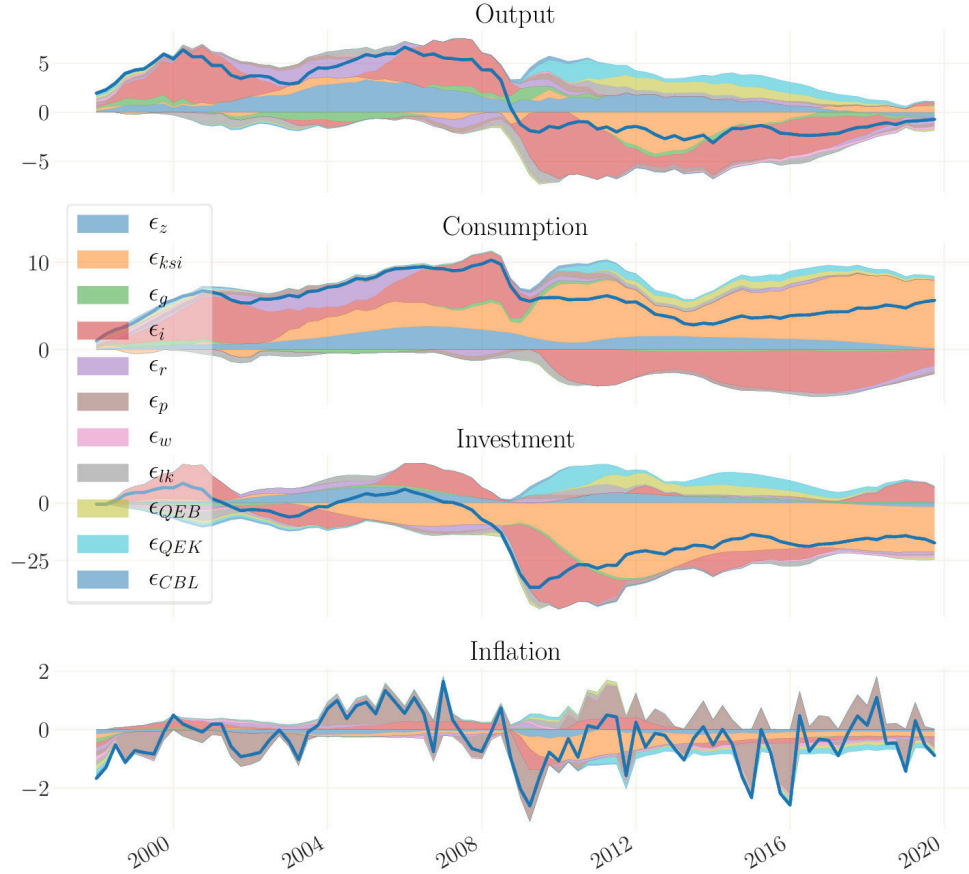 Output
5
0
−5
Consumption
10
0
ϵz
ϵksi
ϵg
ϵi
ϵr
ϵp
ϵw
ϵlk
ϵQEB
ϵQEK
ϵCBL
Investment
0
−25
Inflation
2
0
−2
2000
2004
2008
2012
2016
2020